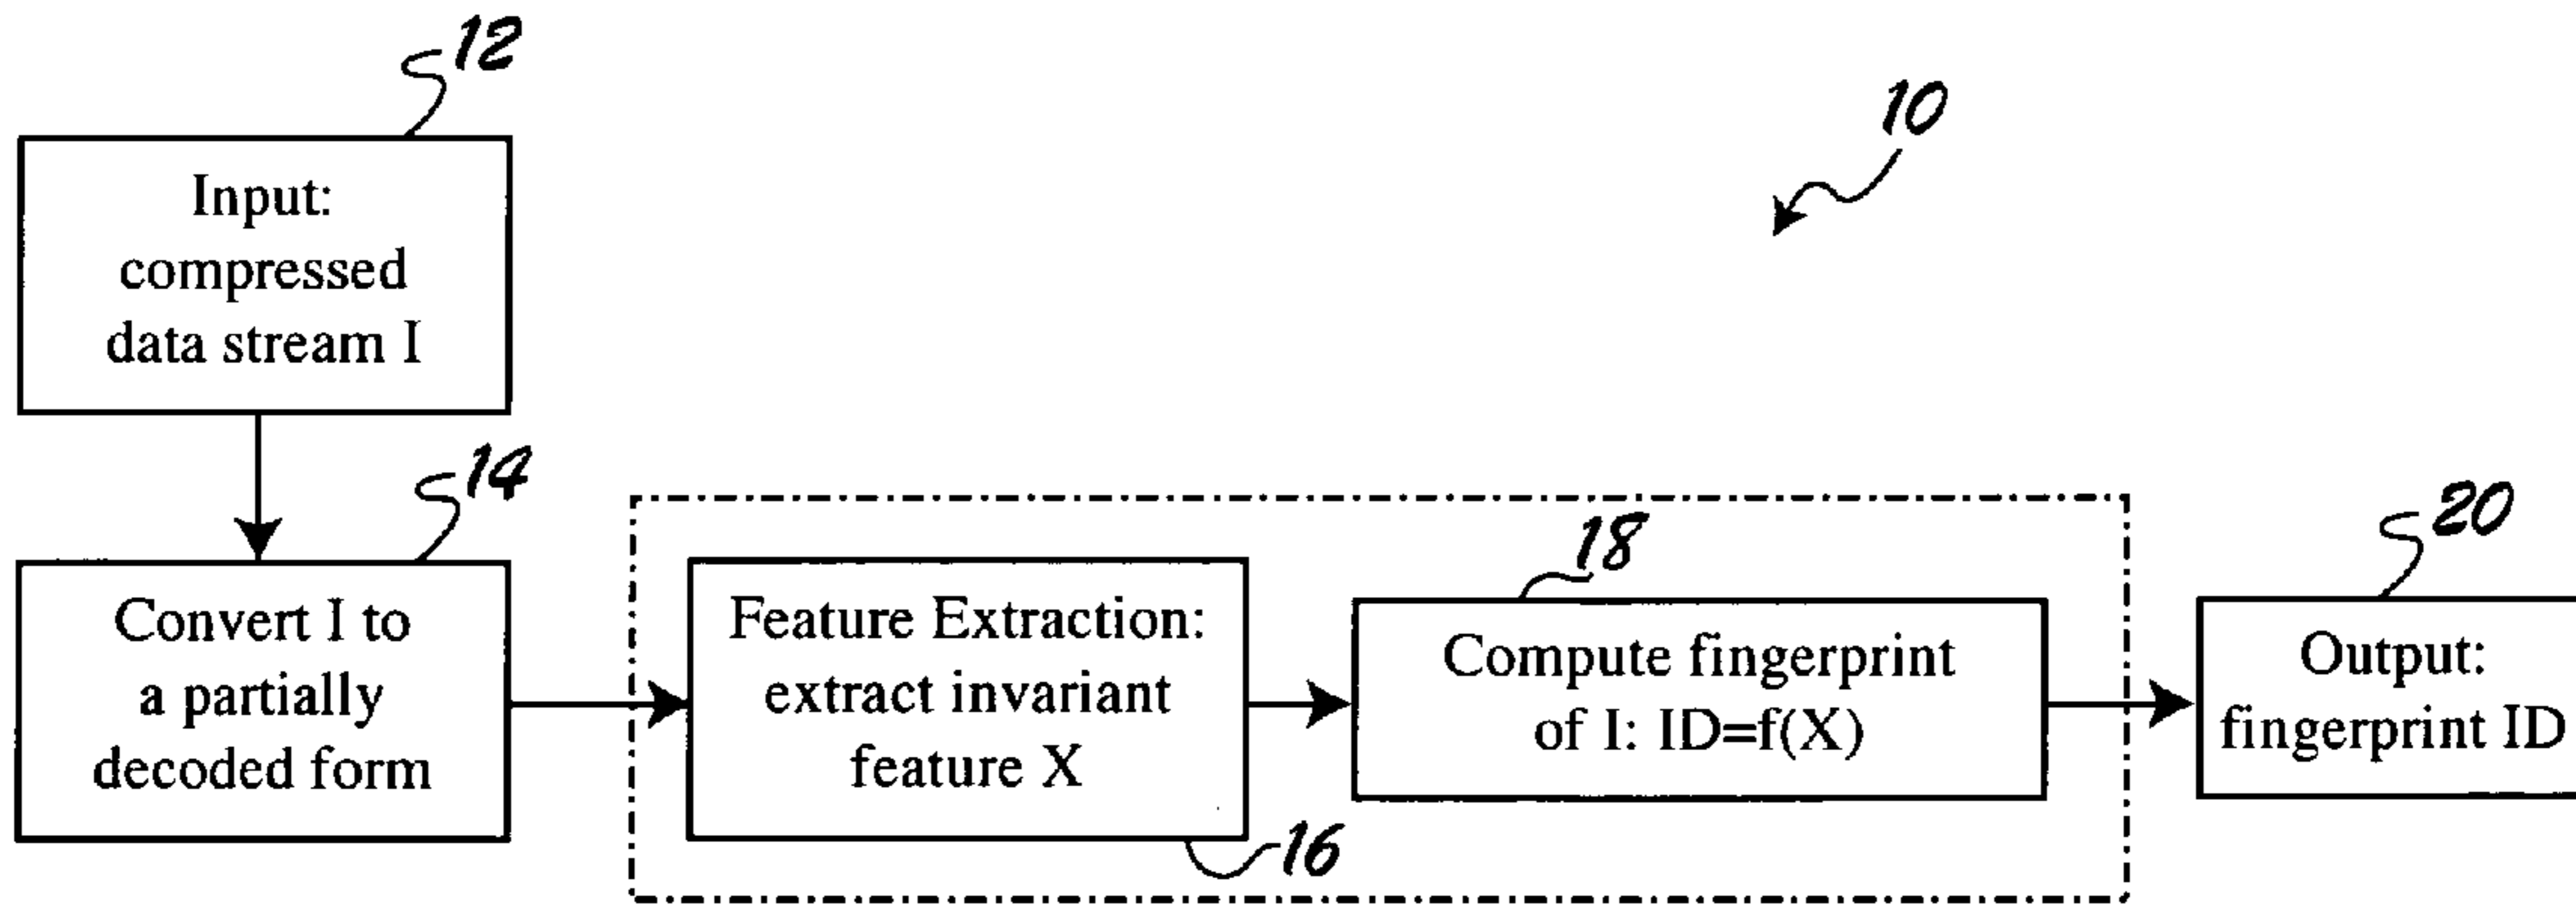 12
10
Input:
compressed
data stream I
14
Convert I to
a partially
decoded form
Feature Extraction:
extract invariant
feature X
16
18
Compute fingerprint
of I: ID=f(X)
20
Output:
fingerprint ID